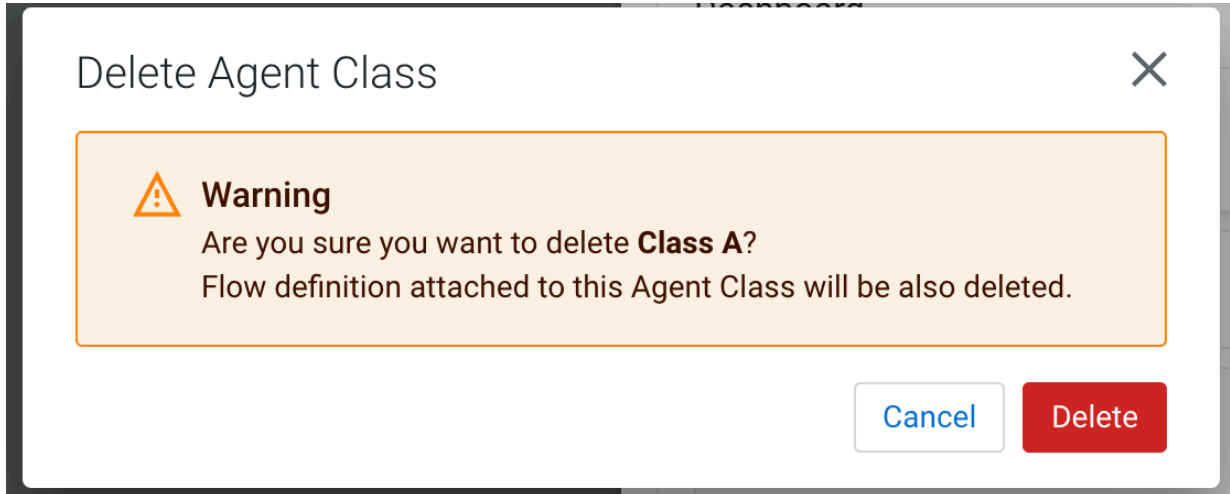 Delete Agent Class
Warning
Are you sure you want to delete Class A?
Flow definition attached to this Agent Class will be also deleted.
Cancel
Delete